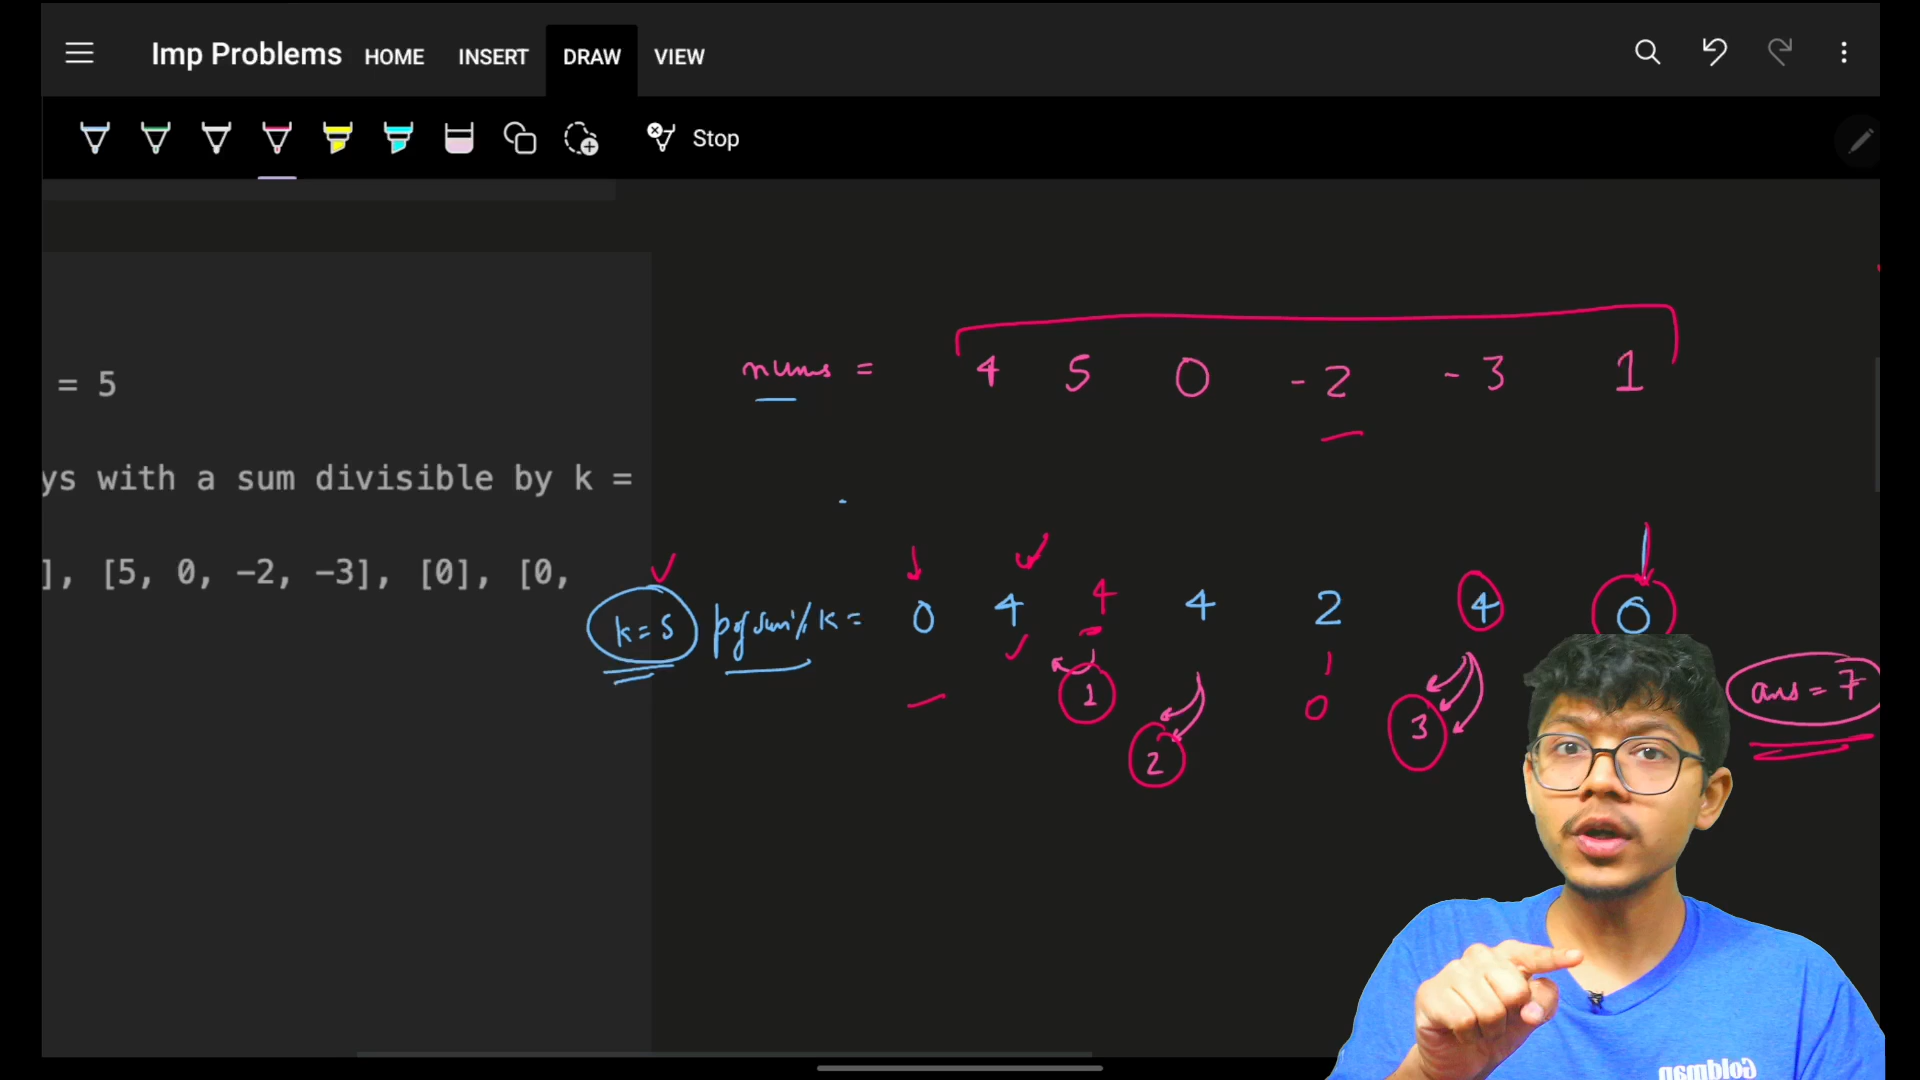 Imp Problems HOME INSERT DRAW VIEW
Stop
= 5
ys with a sum divisible by k =
], [5, 0, -2, -3], [0], [0,
nums = 4 5 0 -2 -3 1
k=5 % k = 0 4 4 4 2 4 0
1 2 0 3
ans = 7
Goldman